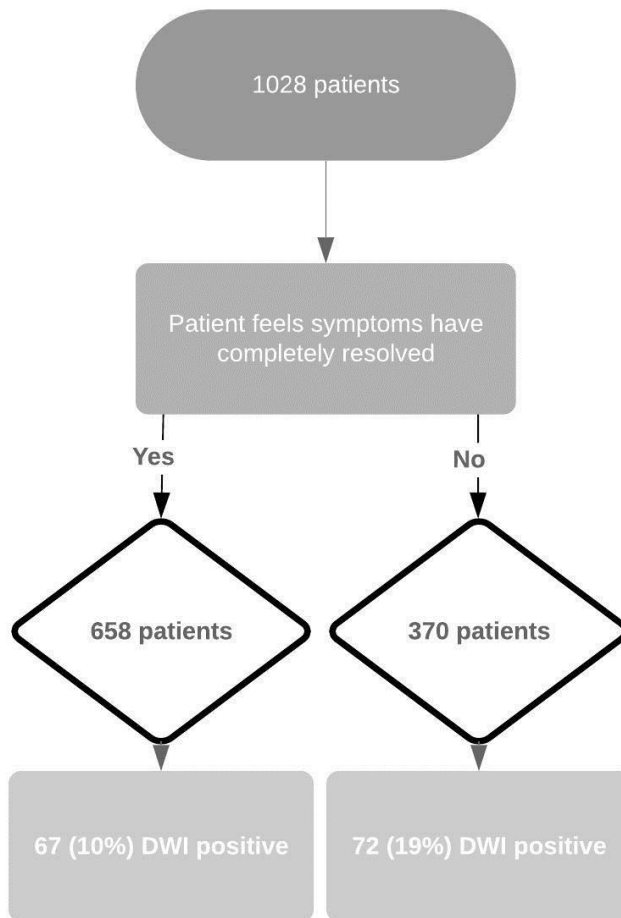 1028 patients
Patient feels symptoms have
completely resolved
Yes
No
658 patients
370 patients
67 (10%) DWI positive
72 (19%) DWI positive